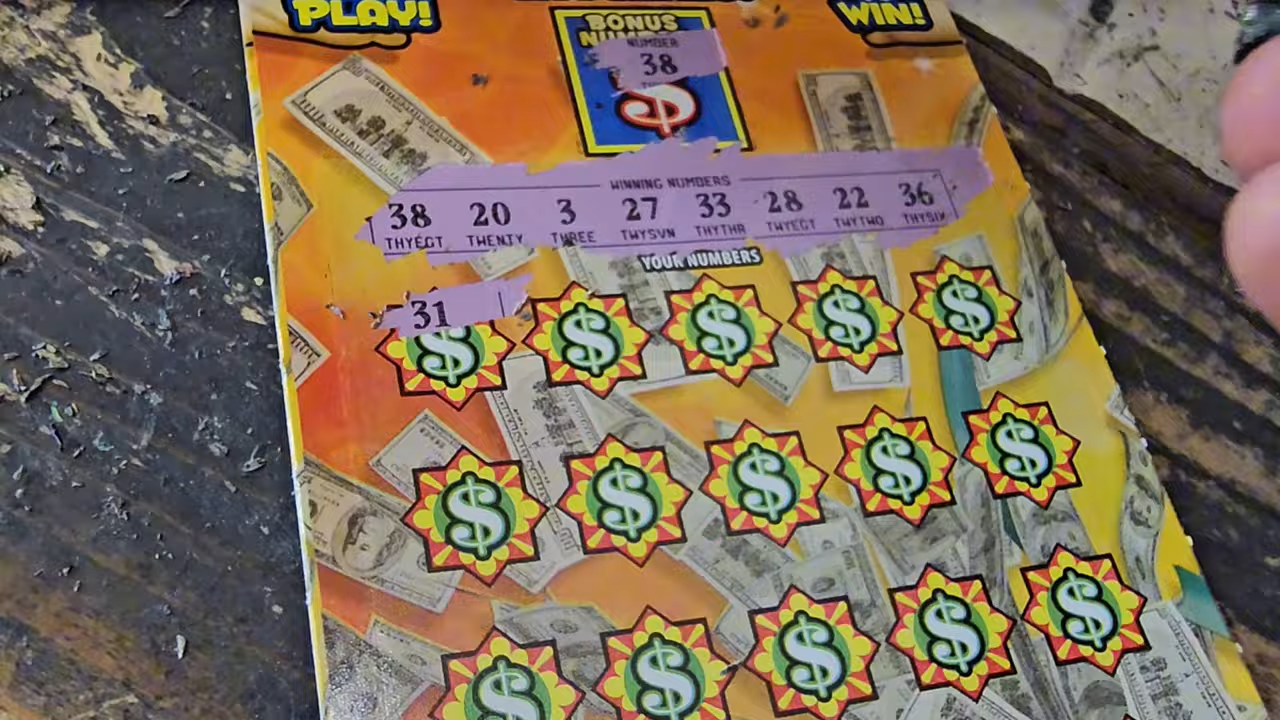 PLAY!
WIN!
BONUS
NUMBER
38
WINNING NUMBERS
38 20 3 27 33 28 22 36
THYEGT TWENTY THREE TWYSVN THYTHR TWYEGT TWYTWO THYSIX
YOUR NUMBERS
31
$
$ $ $ $ $
$ $ $ $ $
$ $ $ $ $